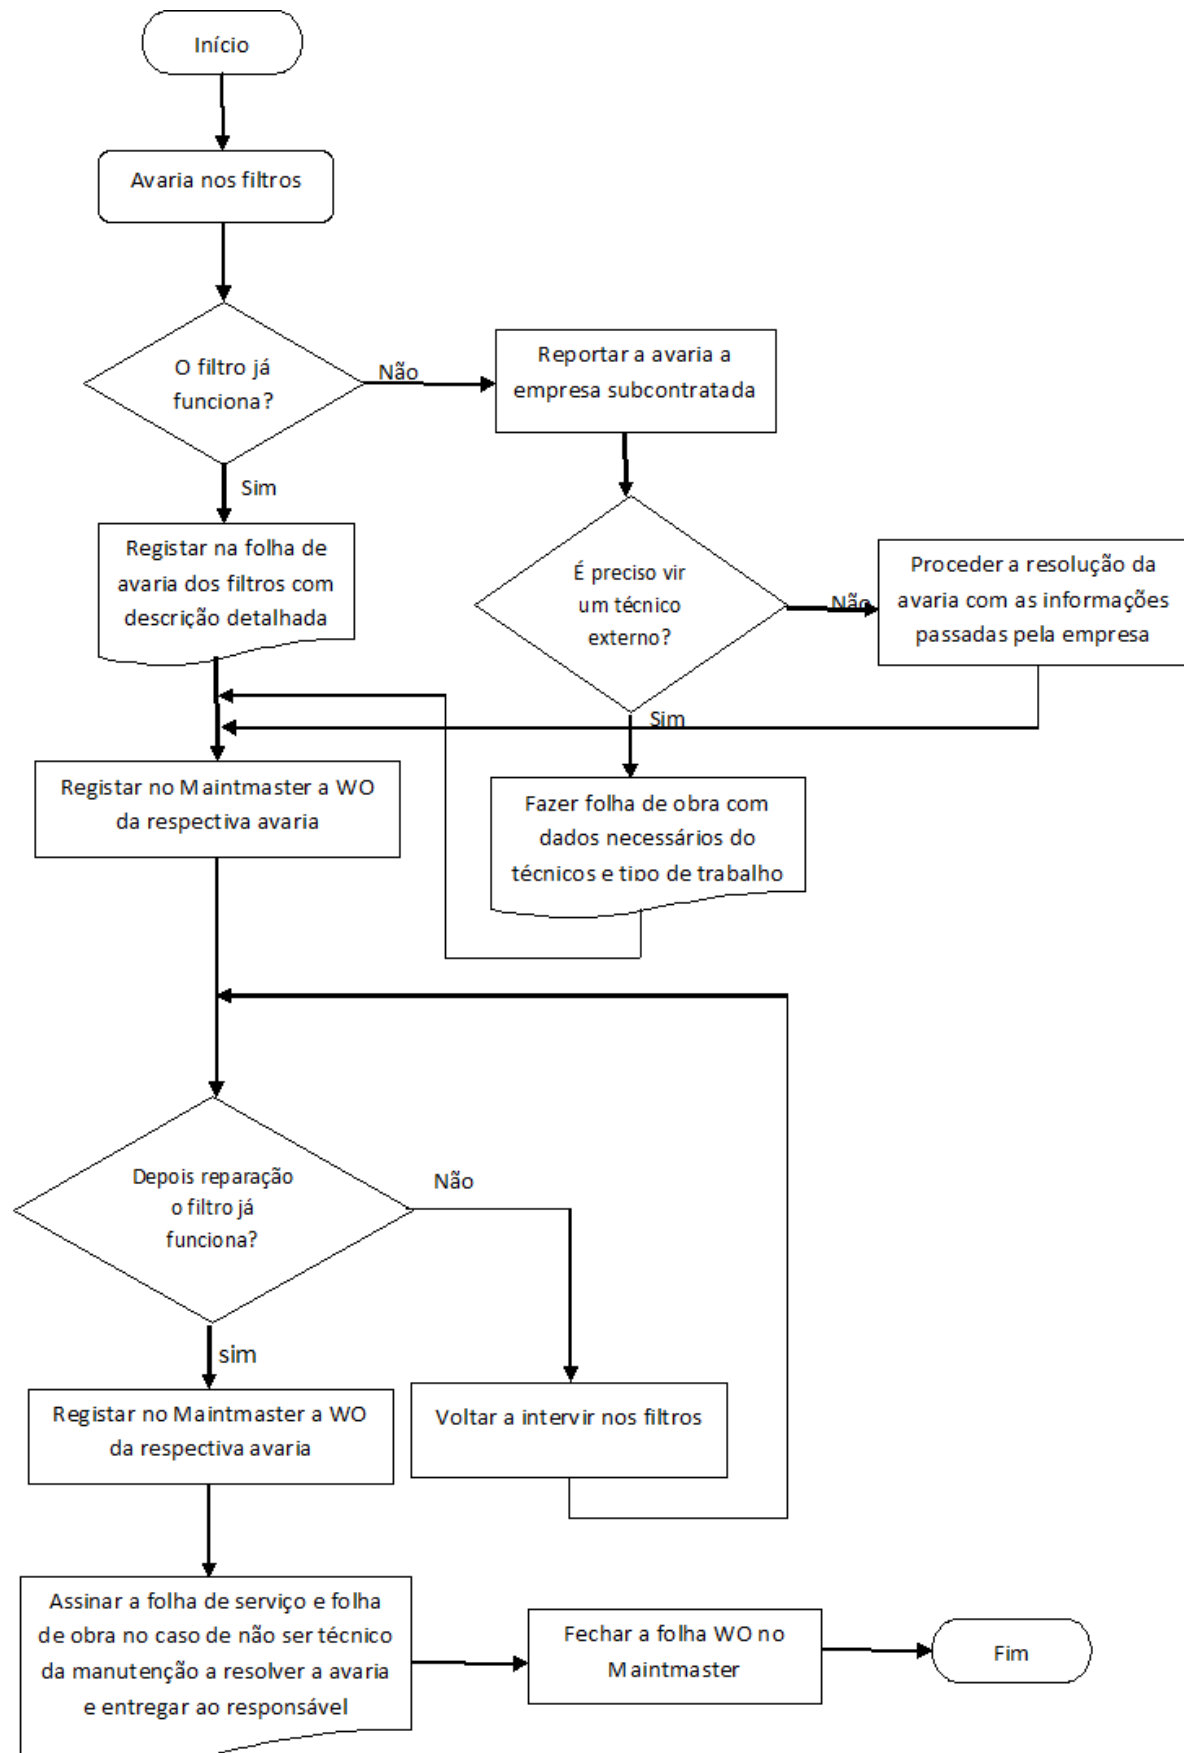 Início
Avaria nos filtros
O filtro já
funciona?
Não
Reportar a avaria a
empresa subcontratada
Sim
Registar na folha de
avaria dos filtros com
descrição detalhada
É preciso vir
um técnico
externo?
Não
Proceder a resolução da
avaria com as informações
passadas pela empresa
Sim
Registar no Maintmaster a WO
da respectiva avaria
Fazer folha de obra com
dados necessários do
técnicos e tipo de trabalho
Depois reparação
o filtro já
funciona?
Não
sim
Registar no Maintmaster a WO
da respectiva avaria
Voltar a intervir nos filtros
Assinar a folha de serviço e folha
de obra no caso de não ser técnico
da manutenção a resolver a avaria
e entregar ao responsável
Fechar a folha WO no
Maintmaster
Fim